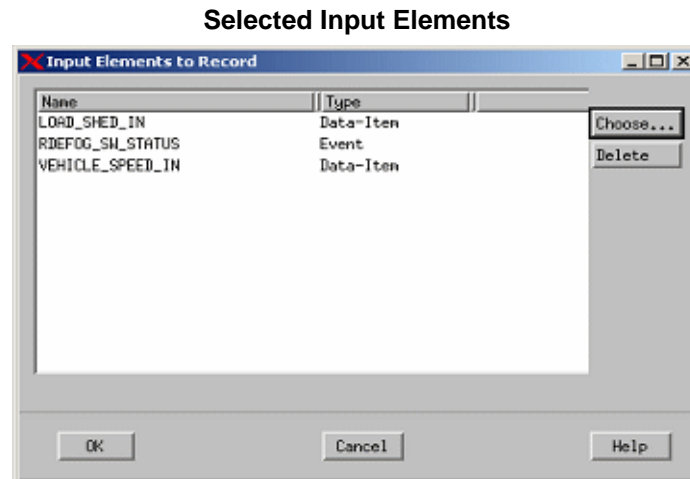 Selected Input Elements
Input Elements to Record
Name Type
LOAD_SHED_IN Data-Item
RDEFOG_SW_STATUS Event
VEHICLE_SPEED_IN Data-Item
Choose...
Delete
OK Cancel Help